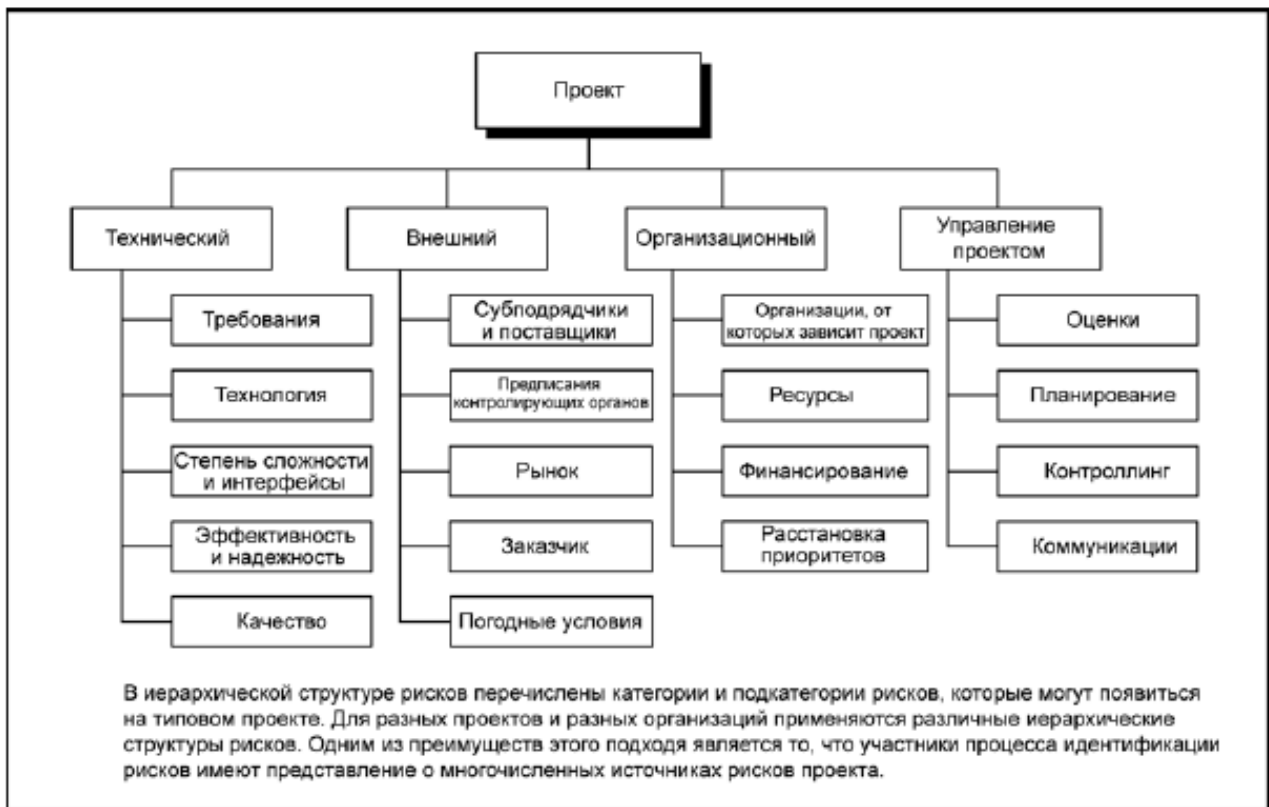 Проект
Технический
Внешний
Организационный
Управление
проектом
Требования
Технология
Степень сложности
и интерфейсы
Эффективность
и надежность
Качество
Субподрядчики
и поставщики
Предписания
контролирующих органов
Рынок
Заказчик
Погодные условия
Организации, от
которых зависит проект
Ресурсы
Финансирование
Расстановка
приоритетов
Оценки
Планирование
Контроллинг
Коммуникации
В иерархической структуре рисков перечислены категории и подкатегории рисков, которые могут появиться
на типовом проекте. Для разных проектов и разных организаций применяются различные иерархические
структуры рисков. Одним из преимуществ этого подходя является то, что участники процесса идентификации
рисков имеют представление о многочисленных источниках рисков проекта.